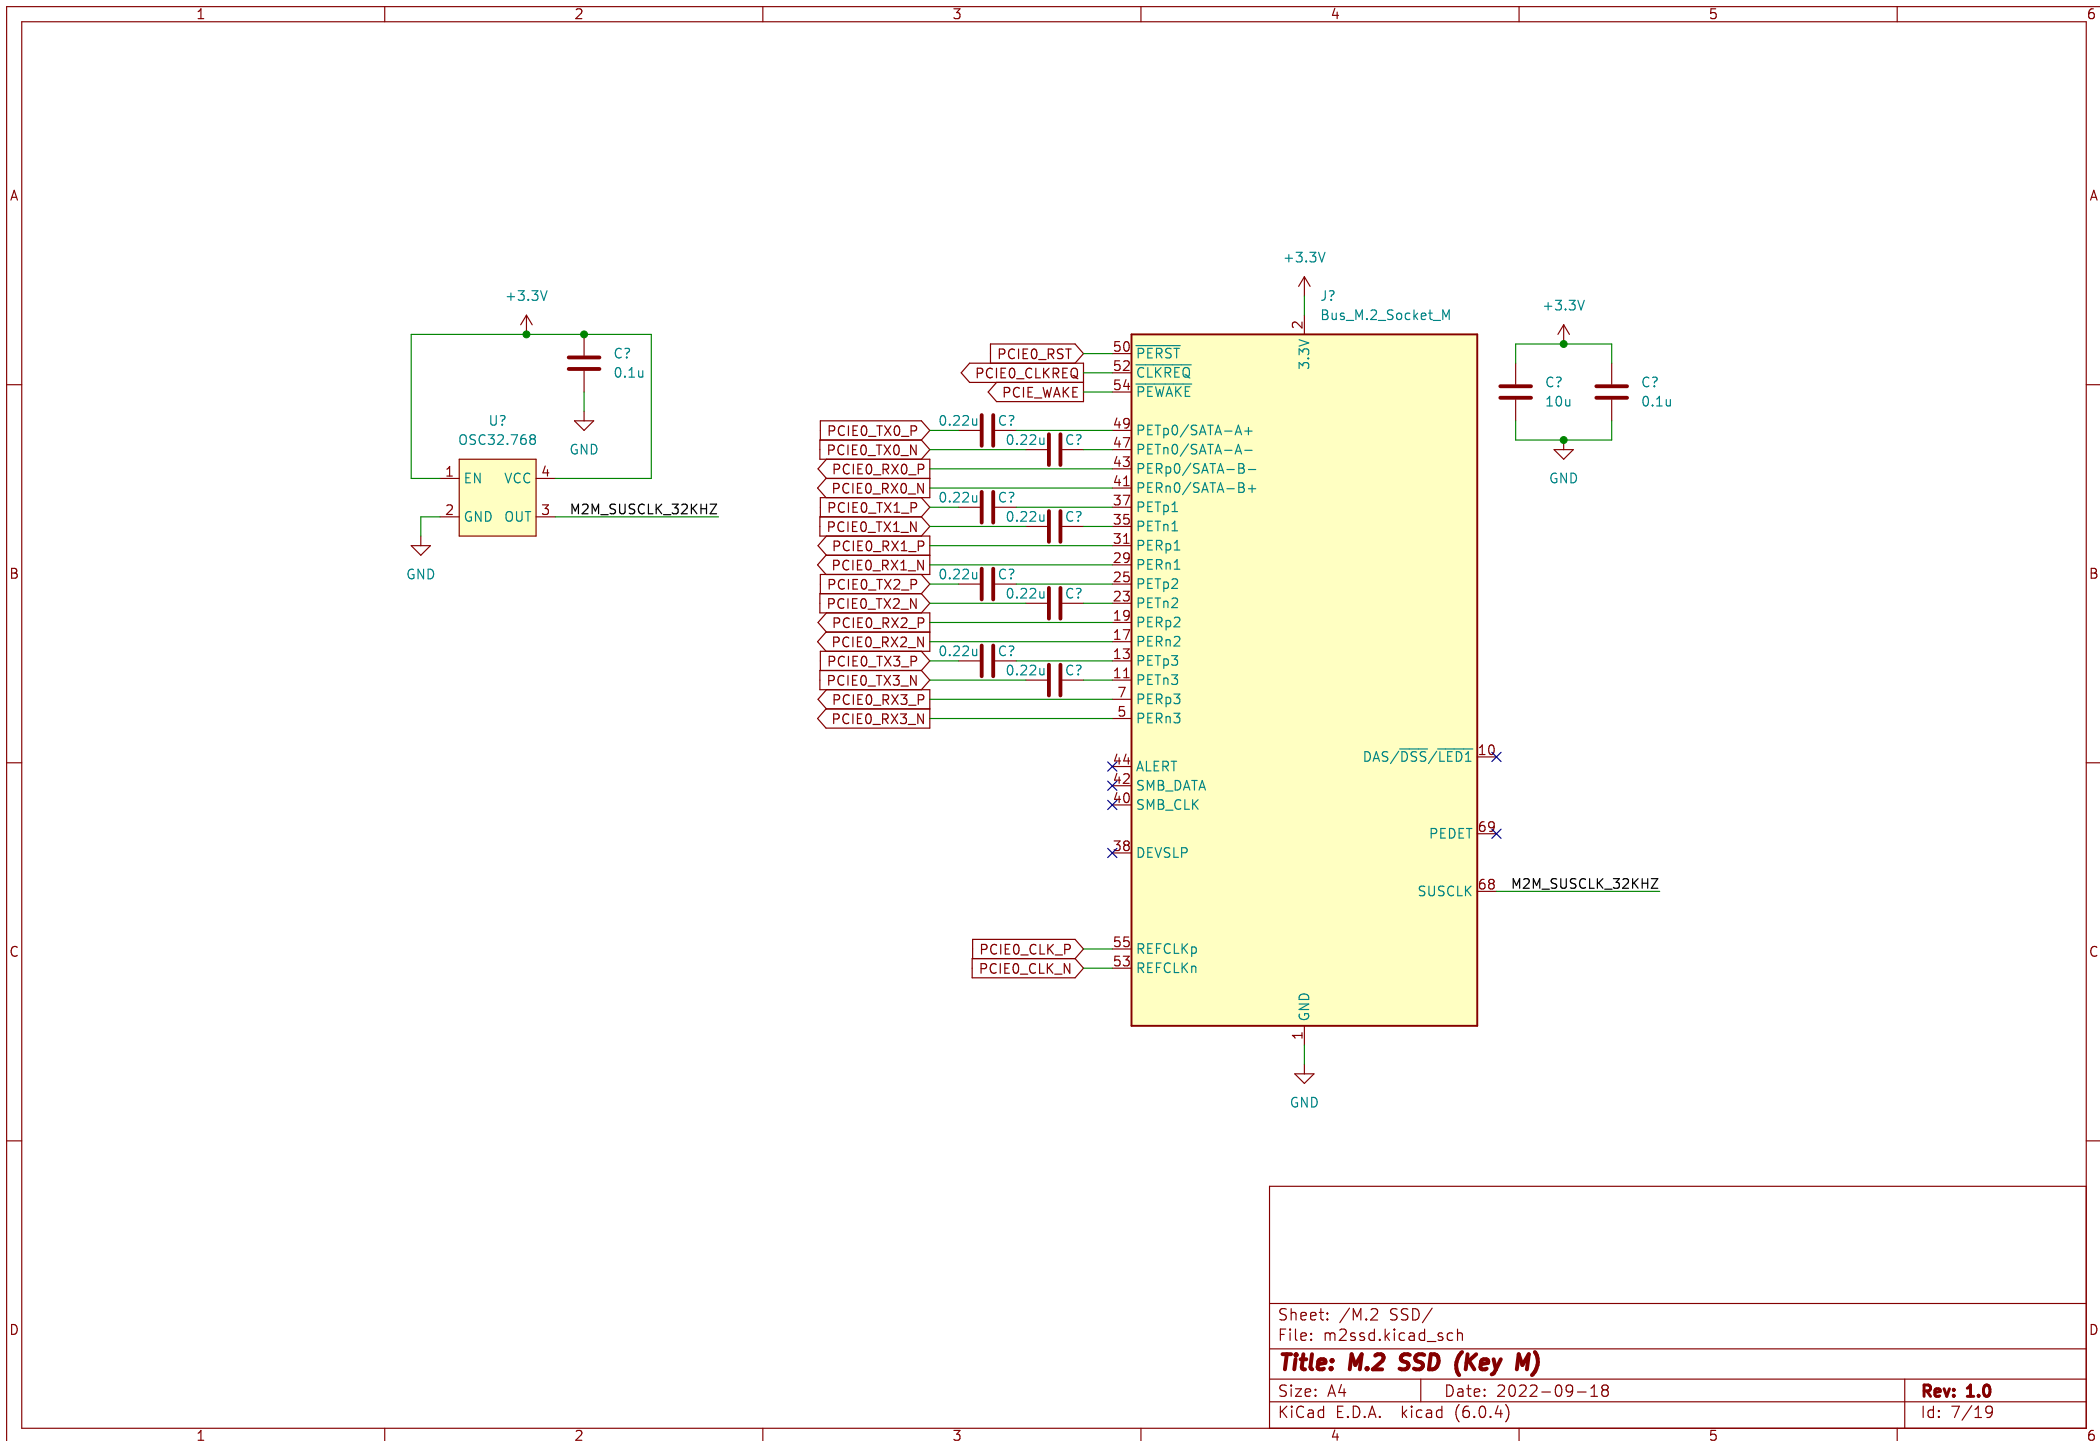 1 2 3 4 5 6
A A
B B
C C
D D
+3.3V
C?
0.1u
GND
U?
OSC32.768
1 EN VCC 4
2 GND OUT 3
M2M_SUSCLK_32KHZ
GND
+3.3V
J?
Bus_M.2_Socket_M
2
3.3V
PCIE0_RST 50 PERST
PCIE0_CLKREQ 52 CLKREQ
PCIE_WAKE 54 PEWAKE
PCIE0_TX0_P 0.22u C? 49 PETp0/SATA-A+
PCIE0_TX0_N 0.22u C? 47 PETn0/SATA-A-
PCIE0_RX0_P 43 PERp0/SATA-B-
PCIE0_RX0_N 41 PERn0/SATA-B+
PCIE0_TX1_P 0.22u C? 37 PETp1
PCIE0_TX1_N 0.22u C? 35 PETn1
PCIE0_RX1_P 31 PERp1
PCIE0_RX1_N 29 PERn1
PCIE0_TX2_P 0.22u C? 25 PETp2
PCIE0_TX2_N 0.22u C? 23 PETn2
PCIE0_RX2_P 19 PERp2
PCIE0_RX2_N 17 PERn2
PCIE0_TX3_P 0.22u C? 13 PETp3
PCIE0_TX3_N 0.22u C? 11 PETn3
PCIE0_RX3_P 7 PERp3
PCIE0_RX3_N 5 PERn3
44 ALERT
42 SMB_DATA
40 SMB_CLK
38 DEVSLP
PCIE0_CLK_P 55 REFCLKp
PCIE0_CLK_N 53 REFCLKn
DAS/DSS/LED1 10
PEDET 69
SUSCLK 68 M2M_SUSCLK_32KHZ
GND
1
GND
+3.3V
C? C?
10u 0.1u
GND
Sheet: /M.2 SSD/
File: m2ssd.kicad_sch
Title: M.2 SSD (Key M)
Size: A4 Date: 2022-09-18 Rev: 1.0
KiCad E.D.A. kicad (6.0.4) Id: 7/19
1 2 3 4 5 6